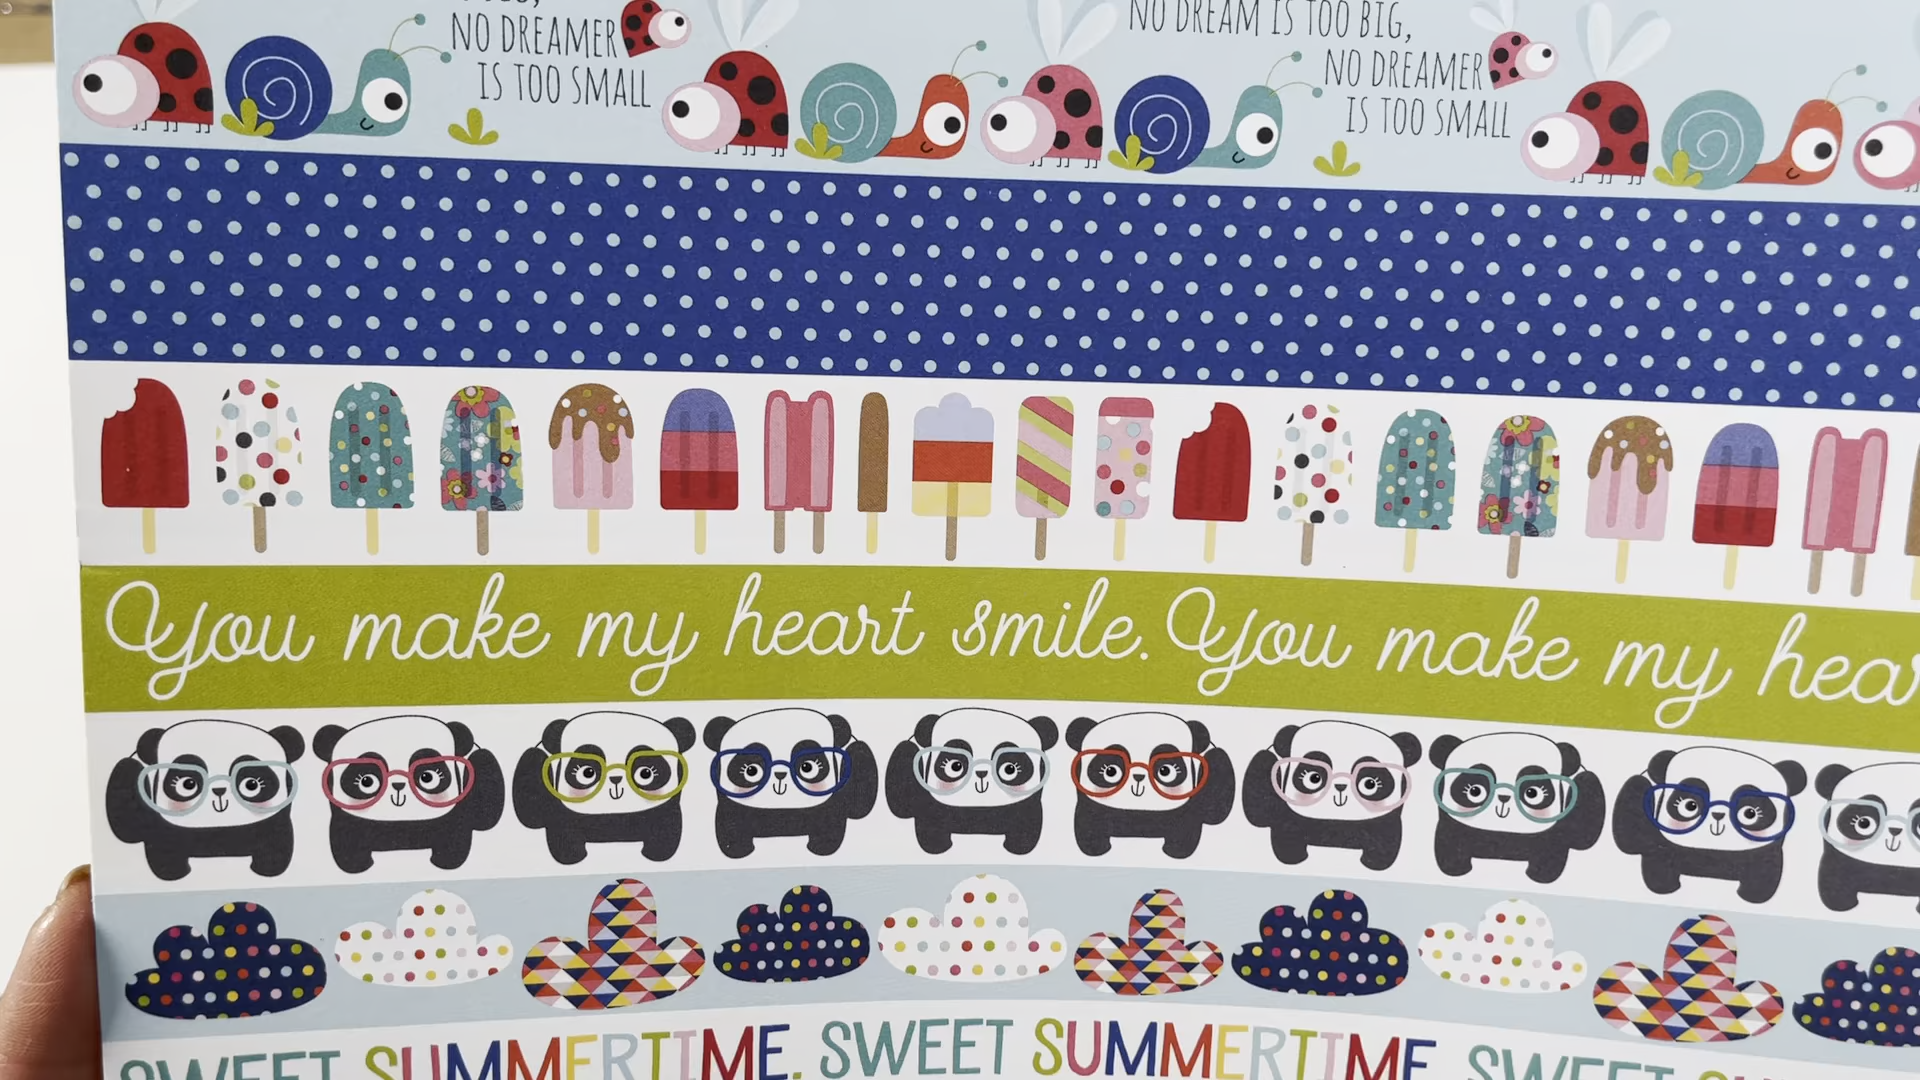 NO DREAMER
IS TOO SMALL
NO DREAM IS TOO BIG,
NO DREAMER
IS TOO SMALL
You make my heart smile. You make my hear
SWEET SUMMERTIME. SWEET SUMMERTIME. SWEET